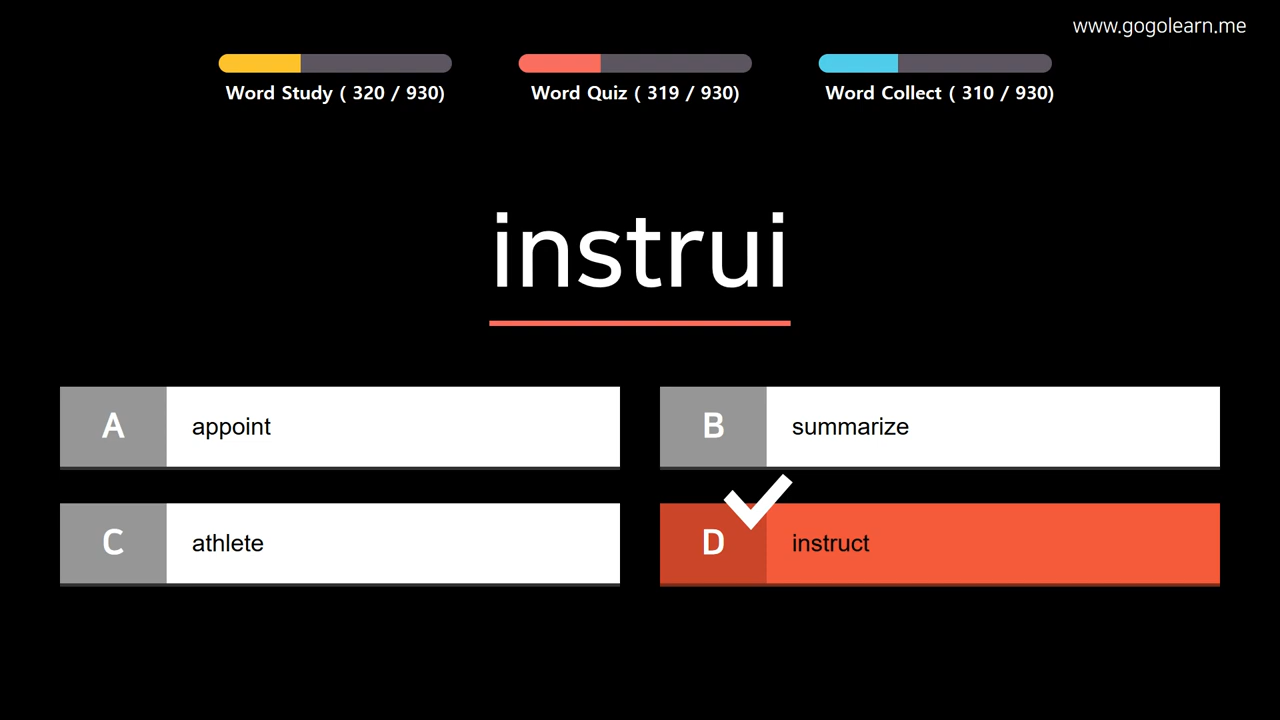 www.gogolearn.me
Word Study ( 320 / 930)
Word Quiz ( 319 / 930)
Word Collect ( 310 / 930)
instrui
A appoint
B summarize
C athlete
D instruct